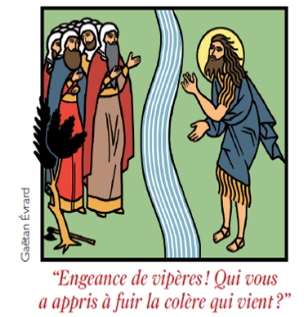 Gaëtan Évrard
“Engeance de vipères ! Qui vous
a appris à fuir la colère qui vient ?”